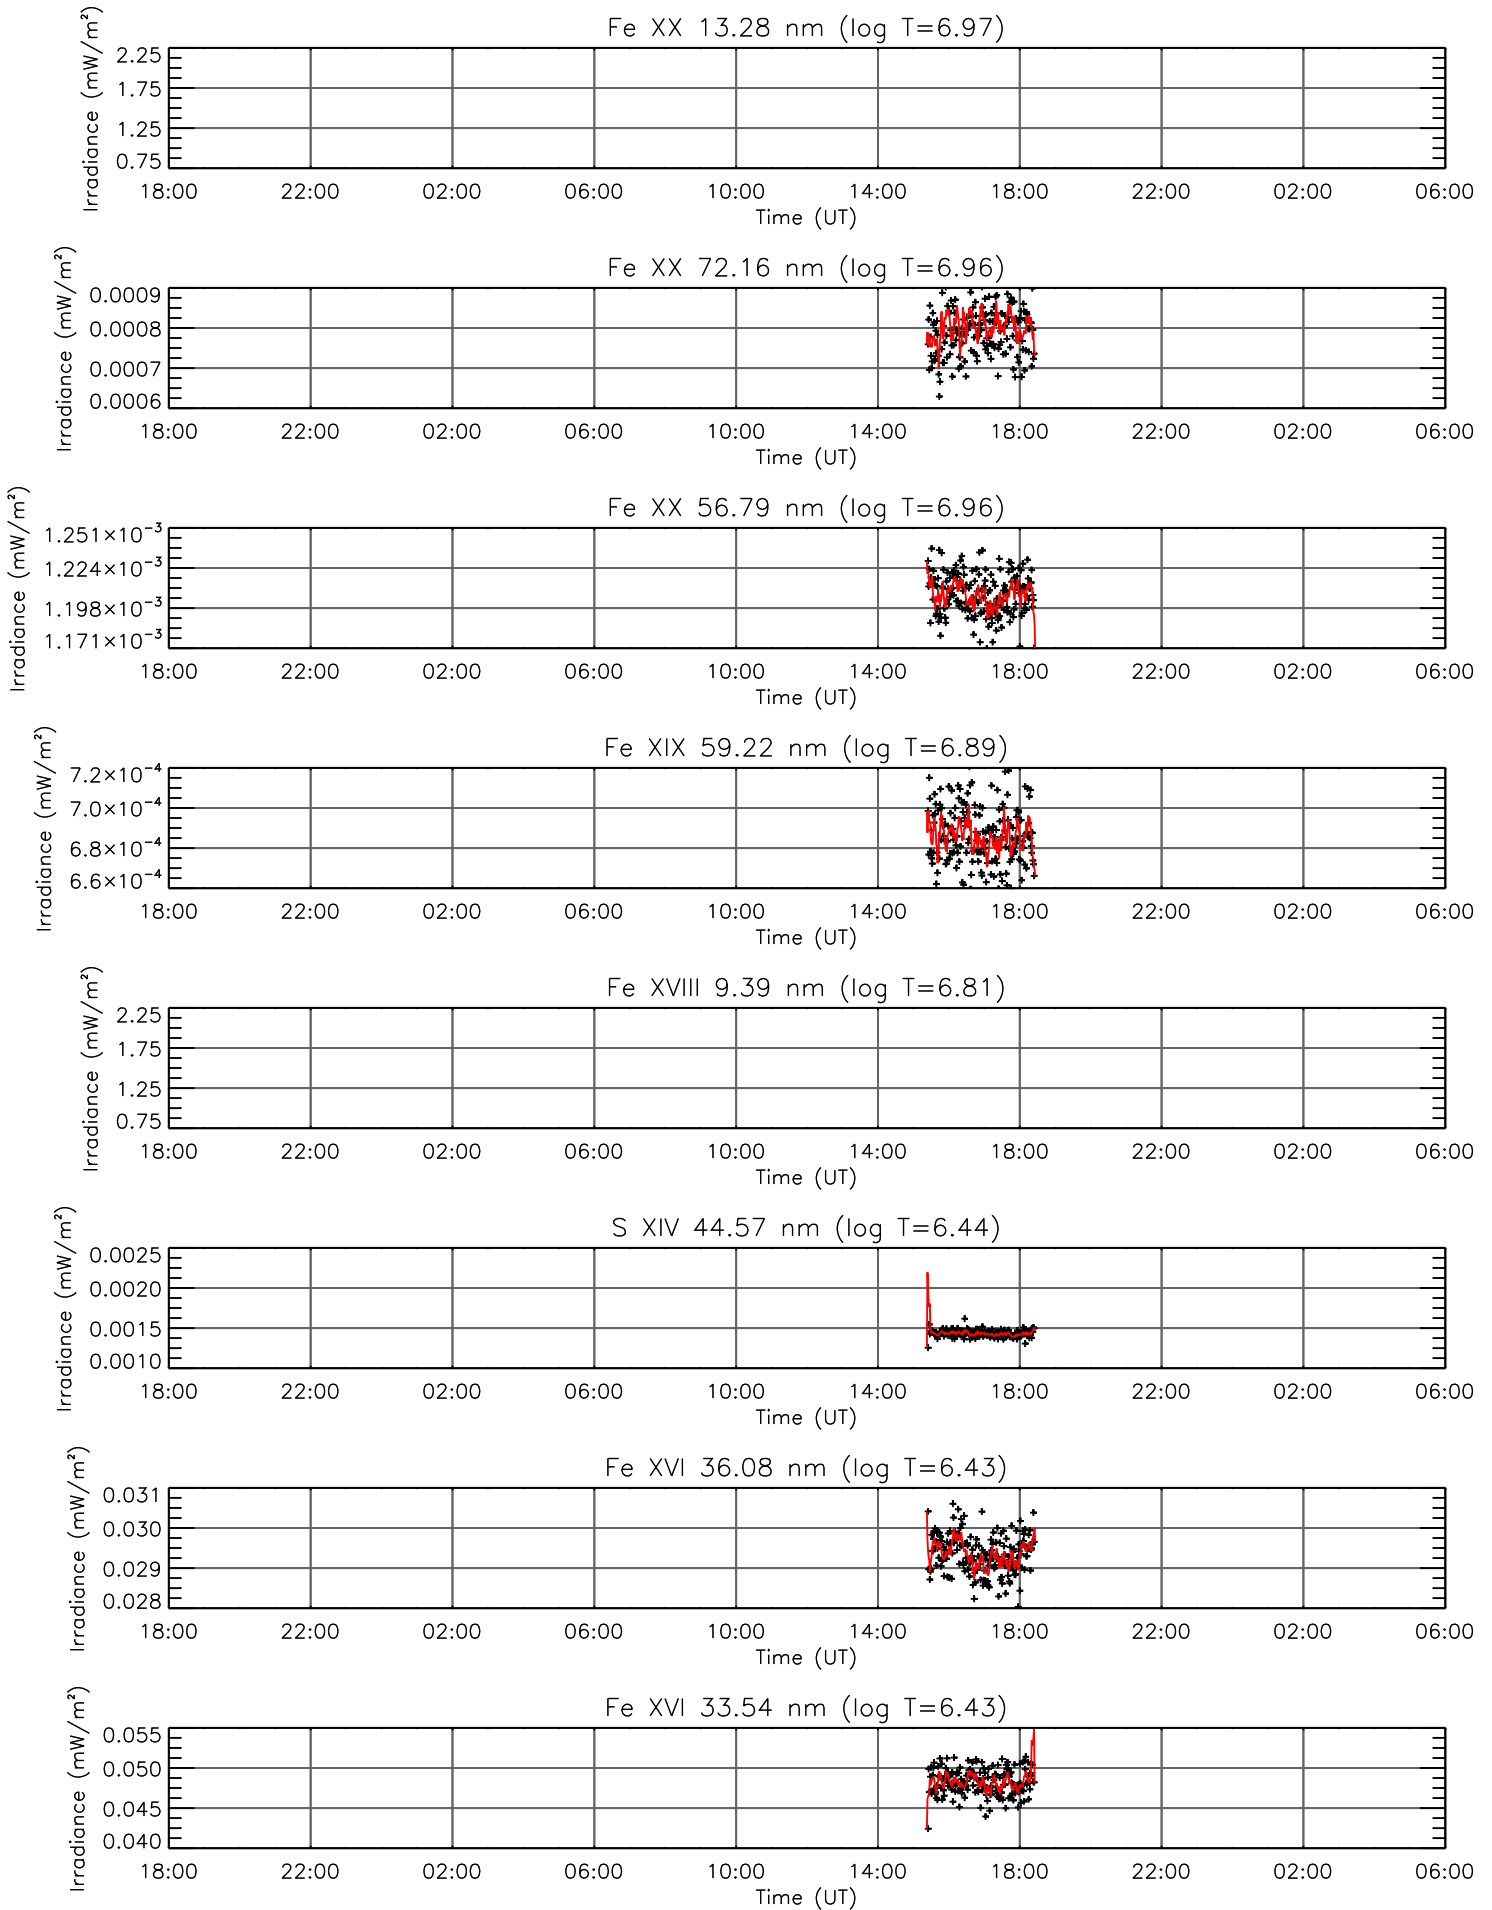 Fe XX 13.28 nm (log T=6.97)
Irradiance (mW/m²)
2.25
1.75
1.25
0.75
18:00 22:00 02:00 06:00 10:00 14:00 18:00 22:00 02:00 06:00
Time (UT)
Fe XX 72.16 nm (log T=6.96)
Irradiance (mW/m²)
0.0009
0.0008
0.0007
0.0006
18:00 22:00 02:00 06:00 10:00 14:00 18:00 22:00 02:00 06:00
Time (UT)
Fe XX 56.79 nm (log T=6.96)
Irradiance (mW/m²)
1.251×10⁻³
1.224×10⁻³
1.198×10⁻³
1.171×10⁻³
18:00 22:00 02:00 06:00 10:00 14:00 18:00 22:00 02:00 06:00
Time (UT)
Fe XIX 59.22 nm (log T=6.89)
Irradiance (mW/m²)
7.2×10⁻⁴
7.0×10⁻⁴
6.8×10⁻⁴
6.6×10⁻⁴
18:00 22:00 02:00 06:00 10:00 14:00 18:00 22:00 02:00 06:00
Time (UT)
Fe XVIII 9.39 nm (log T=6.81)
Irradiance (mW/m²)
2.25
1.75
1.25
0.75
18:00 22:00 02:00 06:00 10:00 14:00 18:00 22:00 02:00 06:00
Time (UT)
S XIV 44.57 nm (log T=6.44)
Irradiance (mW/m²)
0.0025
0.0020
0.0015
0.0010
18:00 22:00 02:00 06:00 10:00 14:00 18:00 22:00 02:00 06:00
Time (UT)
Fe XVI 36.08 nm (log T=6.43)
Irradiance (mW/m²)
0.031
0.030
0.029
0.028
18:00 22:00 02:00 06:00 10:00 14:00 18:00 22:00 02:00 06:00
Time (UT)
Fe XVI 33.54 nm (log T=6.43)
Irradiance (mW/m²)
0.055
0.050
0.045
0.040
18:00 22:00 02:00 06:00 10:00 14:00 18:00 22:00 02:00 06:00
Time (UT)